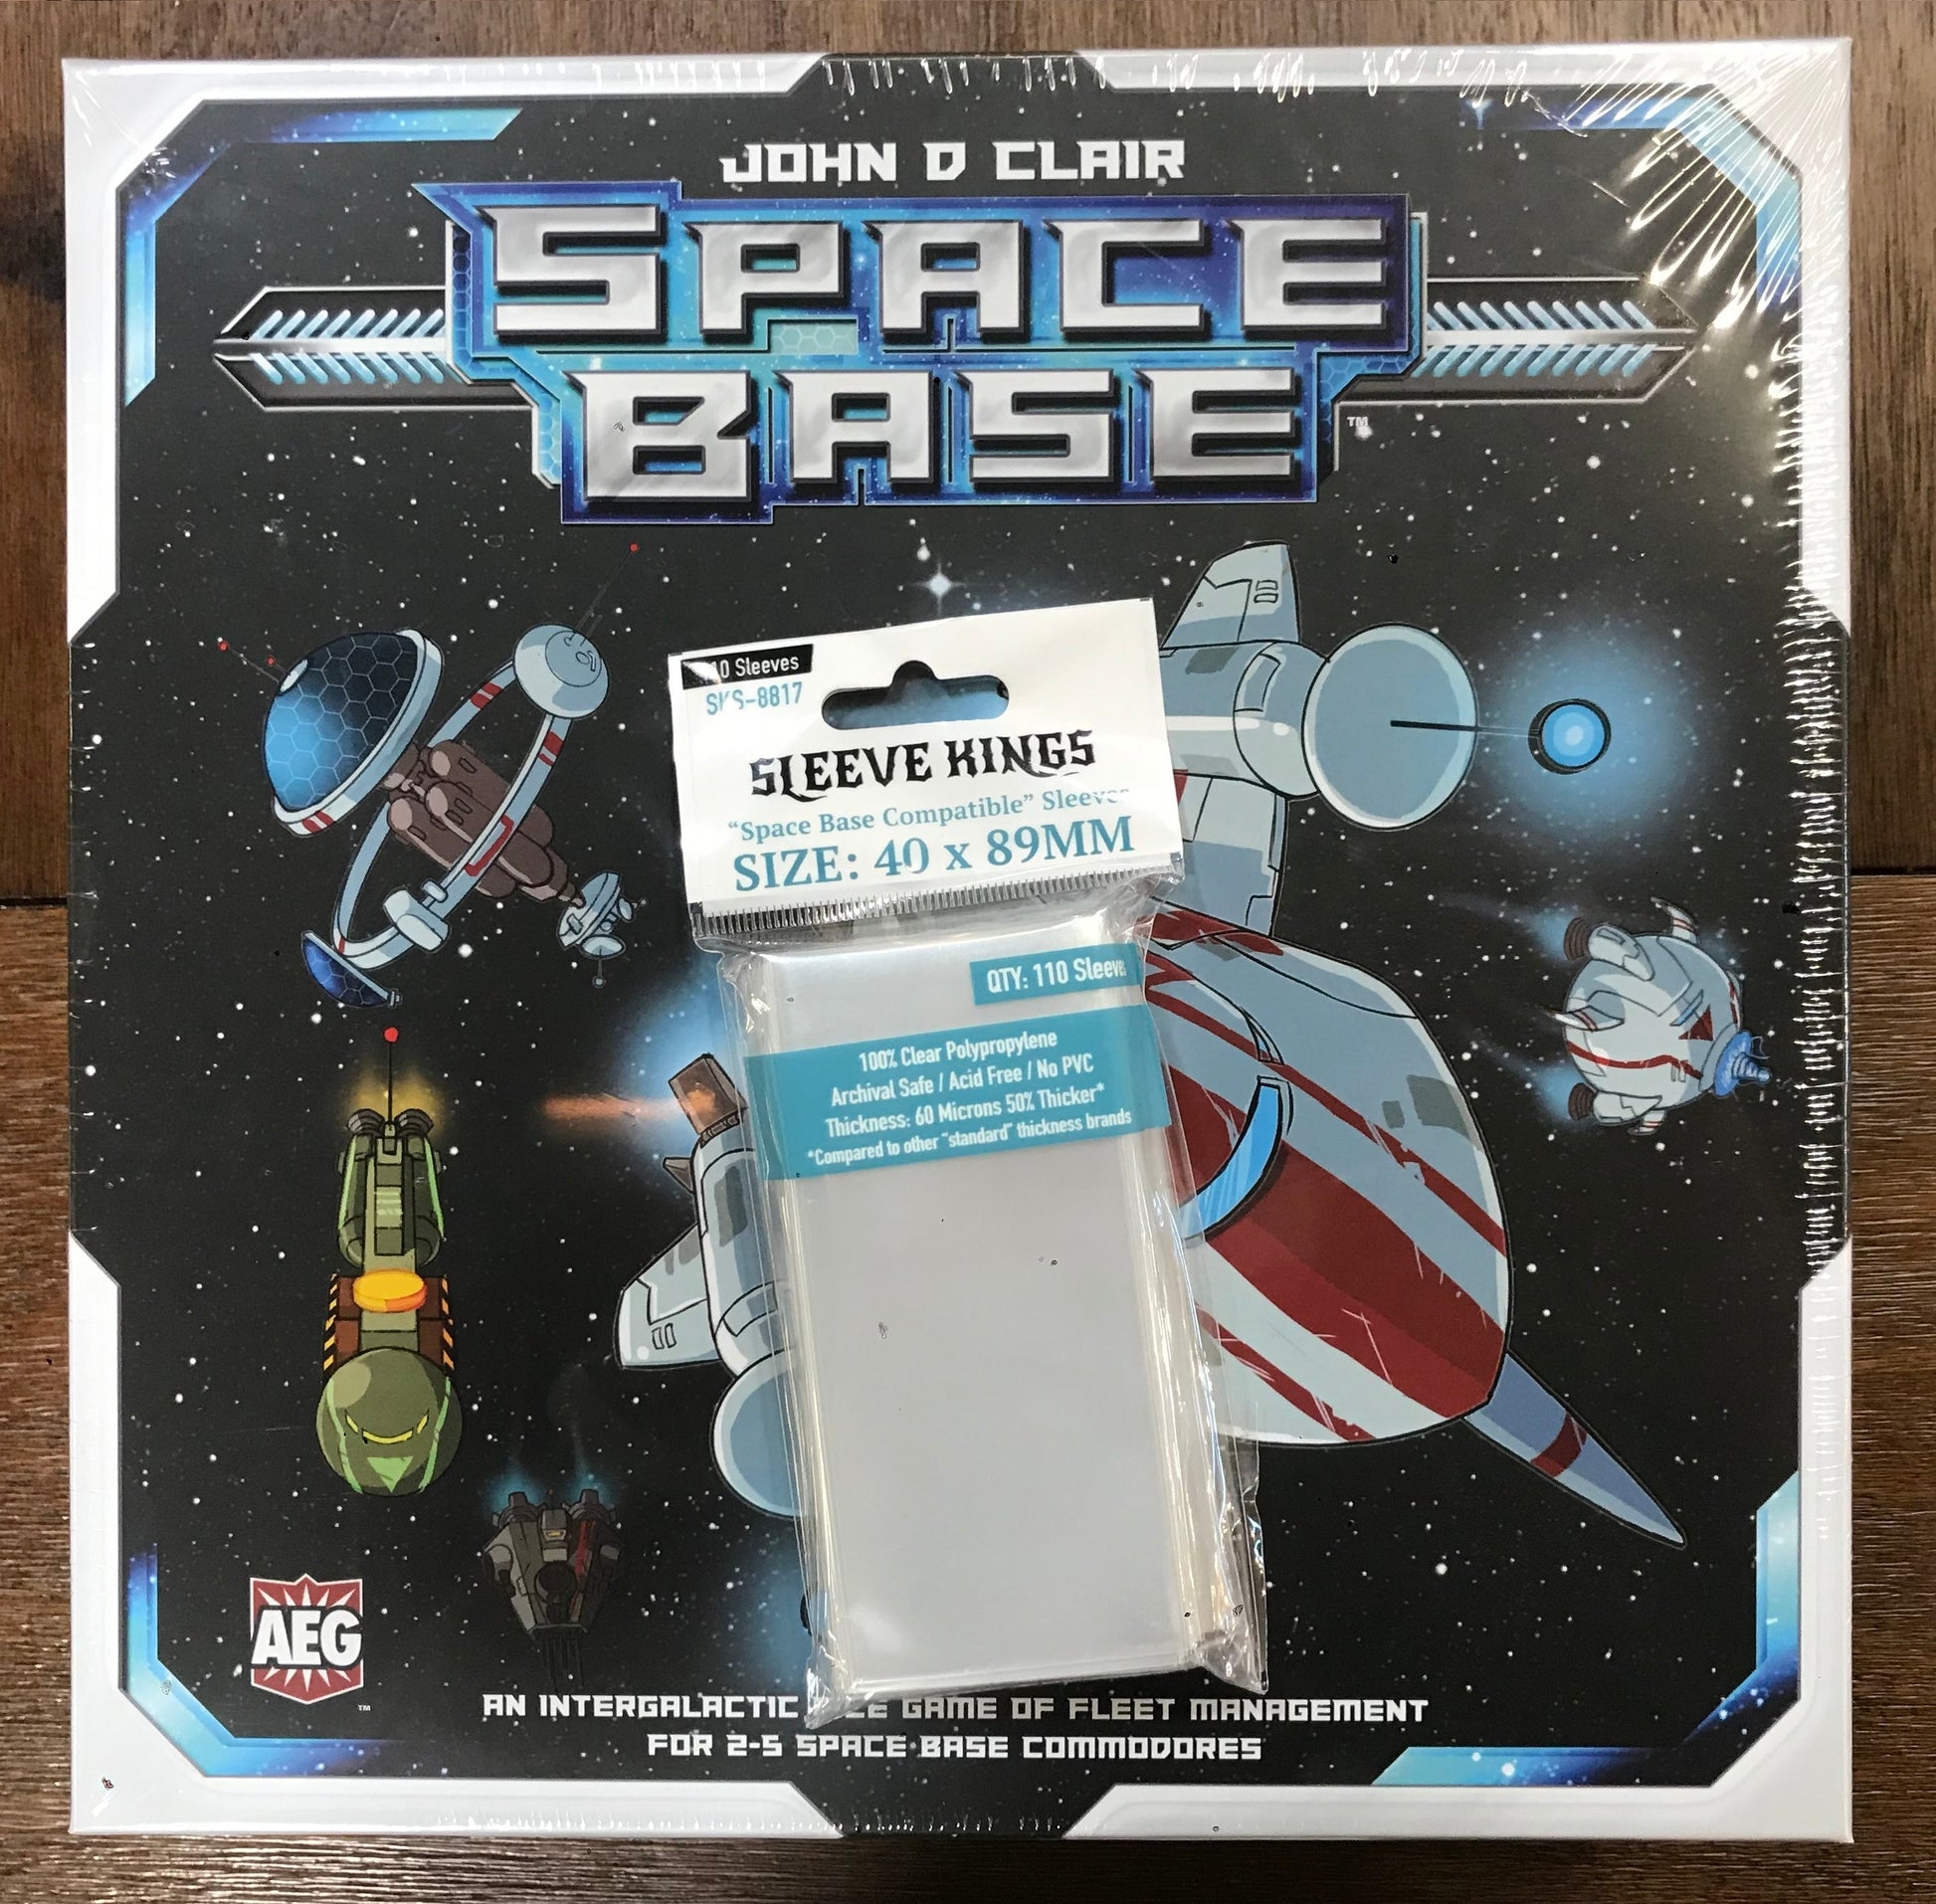 JOHN D CLAIR
SPACE
BASE
™
10 Sleeves
SKS-8817
SLEEVE KINGS
“Space Base Compatible” Sleeves
SIZE: 40 x 89MM
QTY: 110 Sleeves
100% Clear Polypropylene
Archival Safe / Acid Free / No PVC
Thickness: 60 Microns 50% Thicker*
*Compared to other “standard” thickness brands
AEG
™
AN INTERGALACTIC GAME OF FLEET MANAGEMENT
FOR 2-5 SPACE BASE COMMODORES